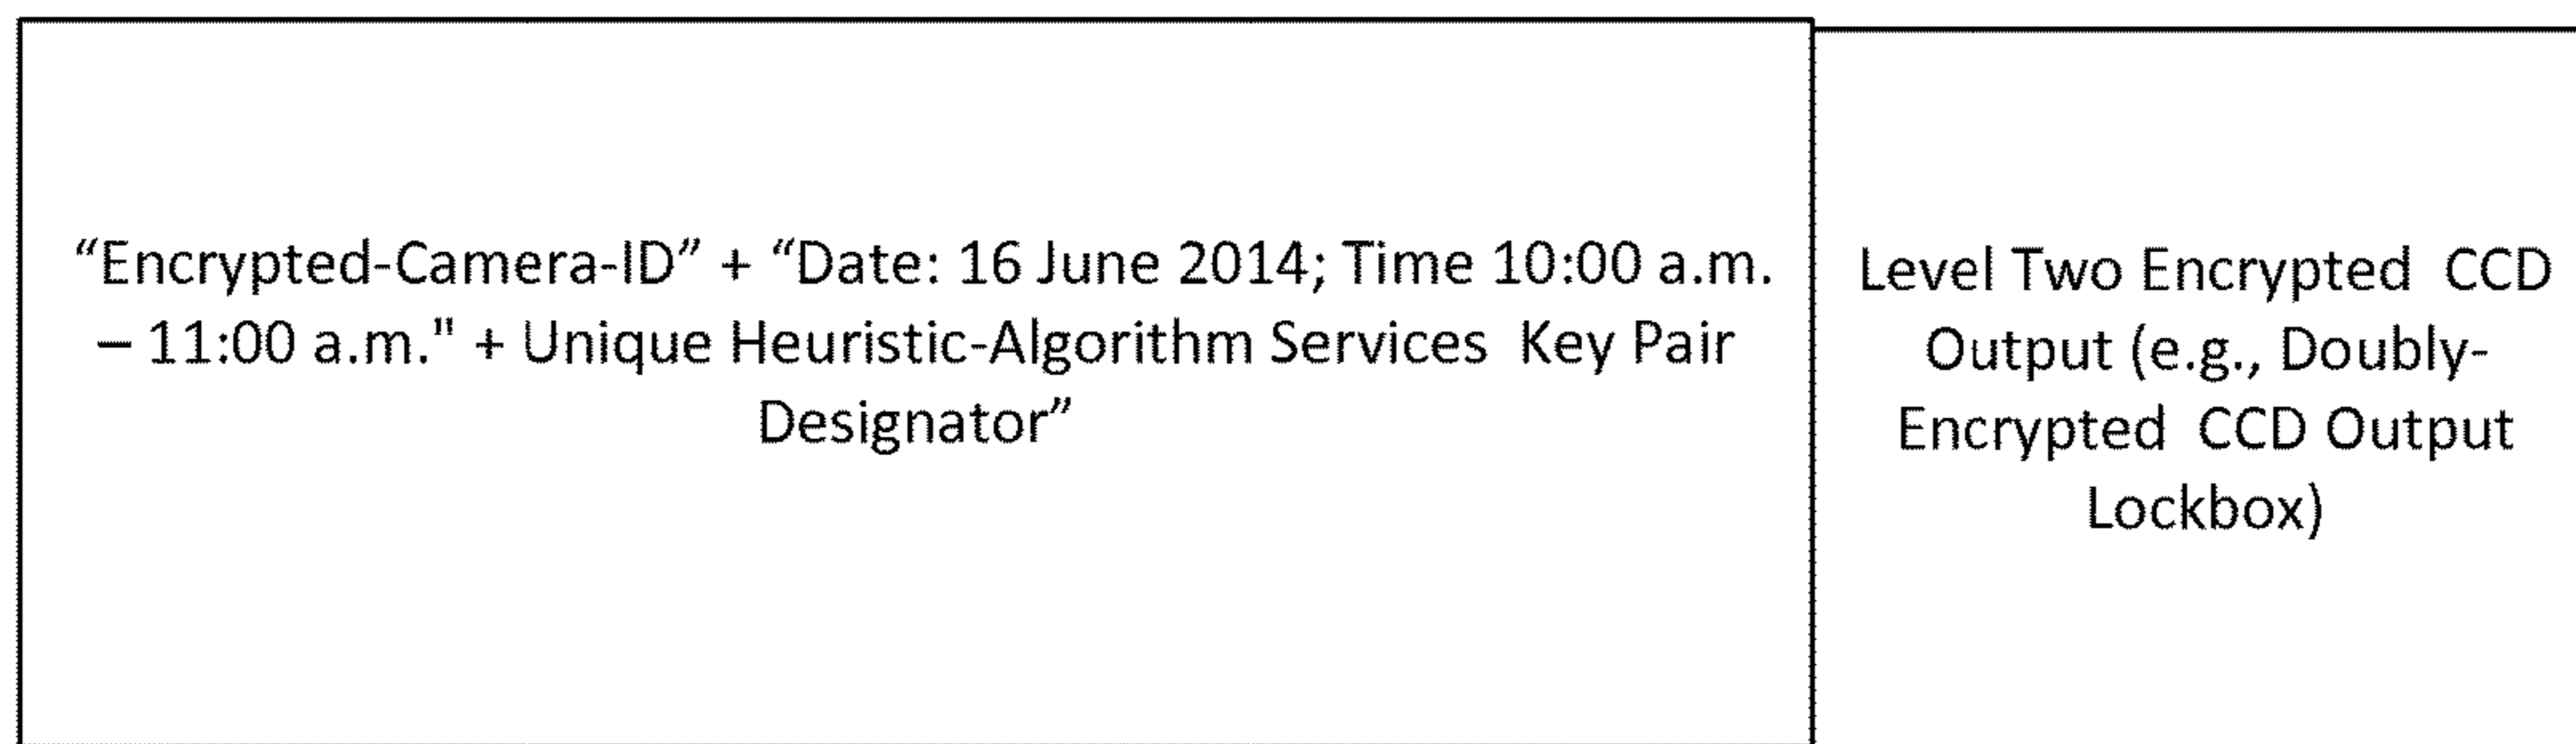 “Encrypted-Camera-ID” + “Date: 16 June 2014; Time 10:00 a.m.
– 11:00 a.m." + Unique Heuristic-Algorithm Services  Key Pair
Designator”
Level Two Encrypted  CCD
Output (e.g., Doubly-
Encrypted  CCD Output
Lockbox)